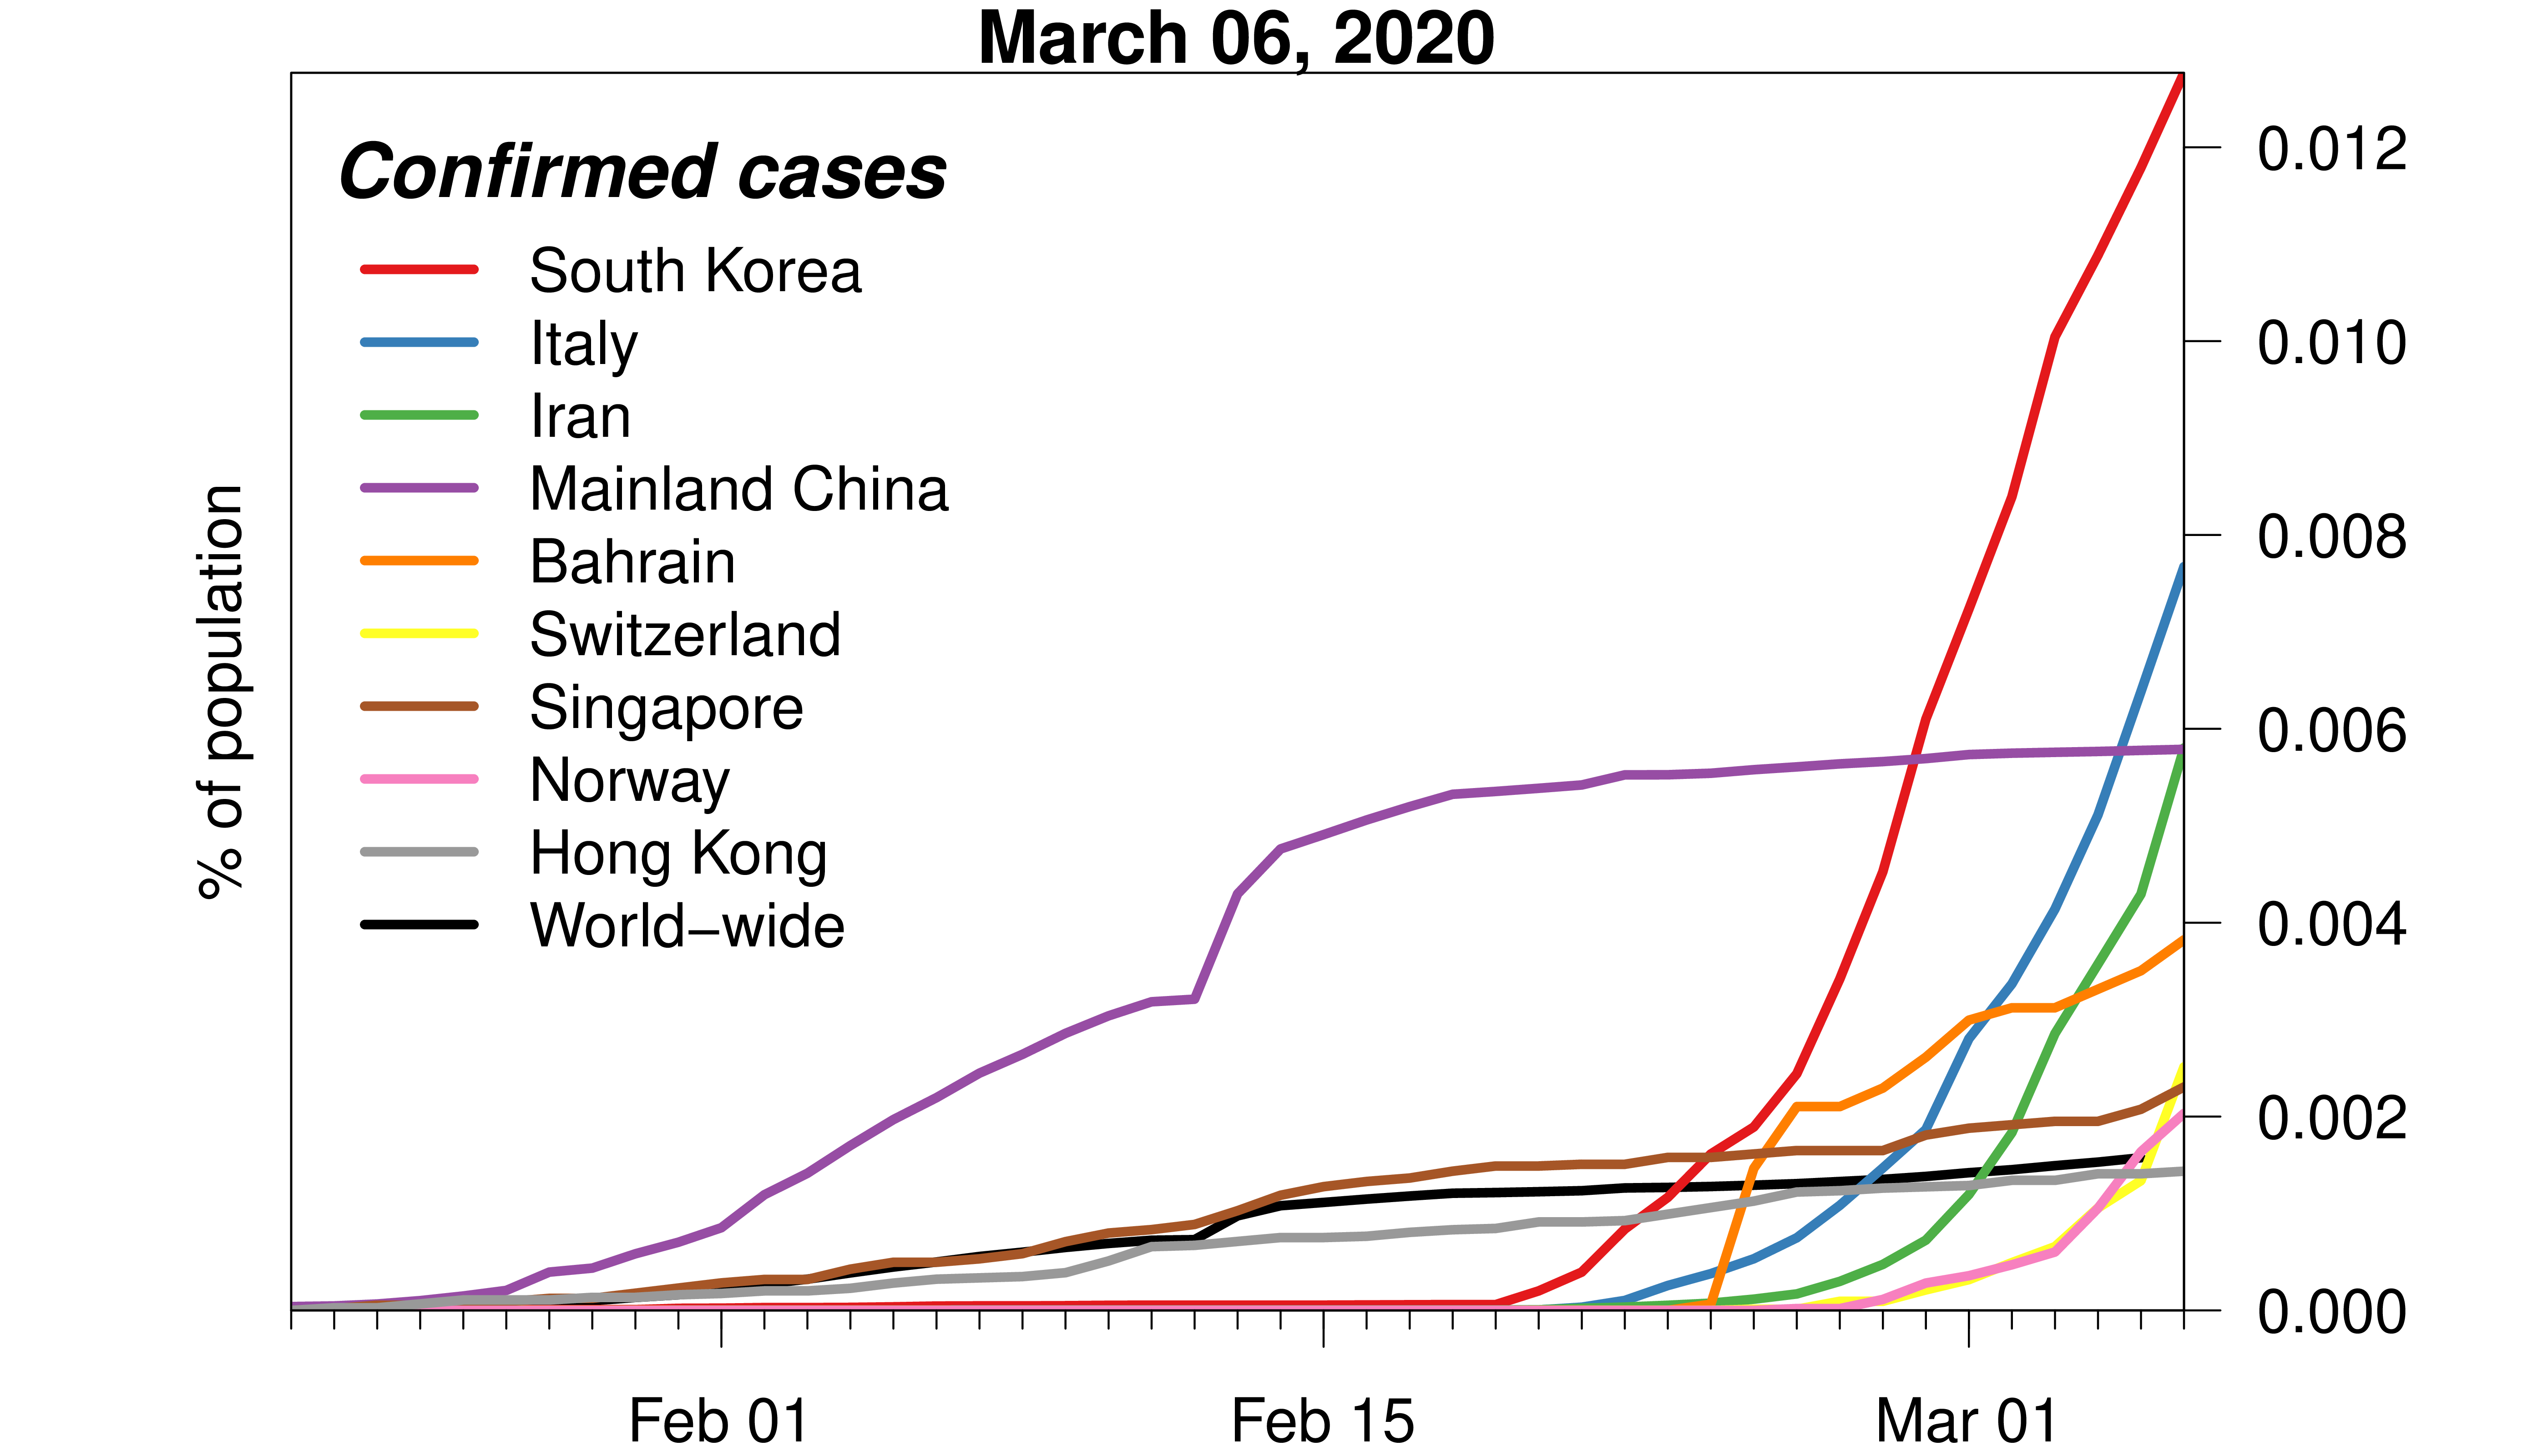 March 06, 2020
Confirmed cases
South Korea
Italy
Iran
Mainland China
Bahrain
Switzerland
Singapore
Norway
Hong Kong
World−wide
% of population
0.012
0.010
0.008
0.006
0.004
0.002
0.000
Feb 01
Feb 15
Mar 01